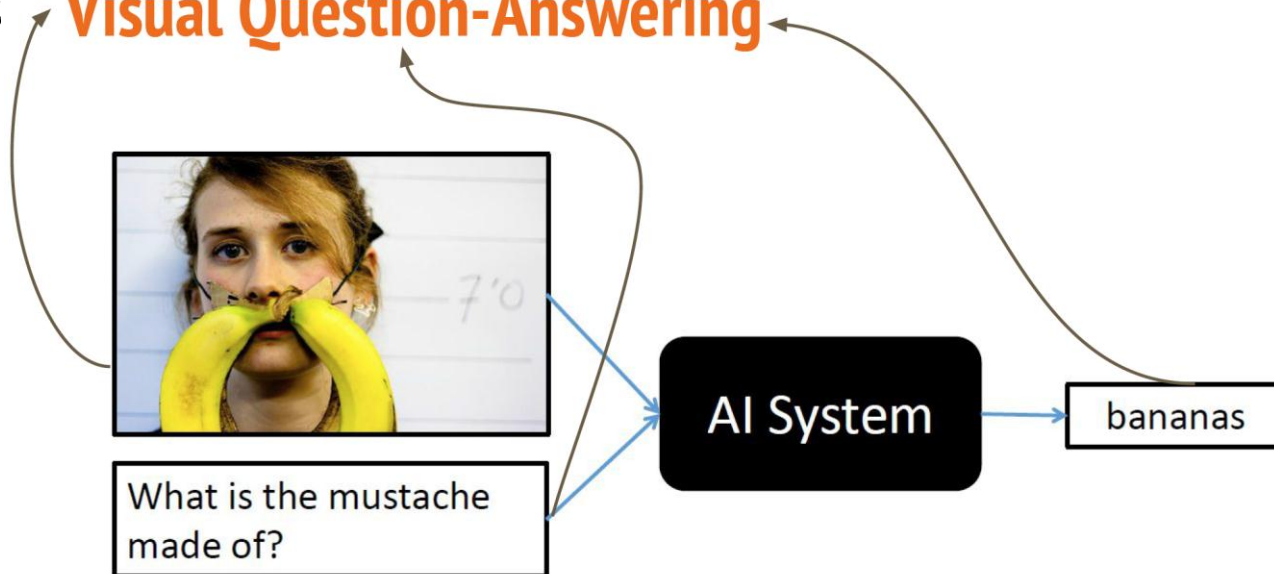 Visual Question-Answering
7'0
AI System
bananas
What is the mustache
made of?